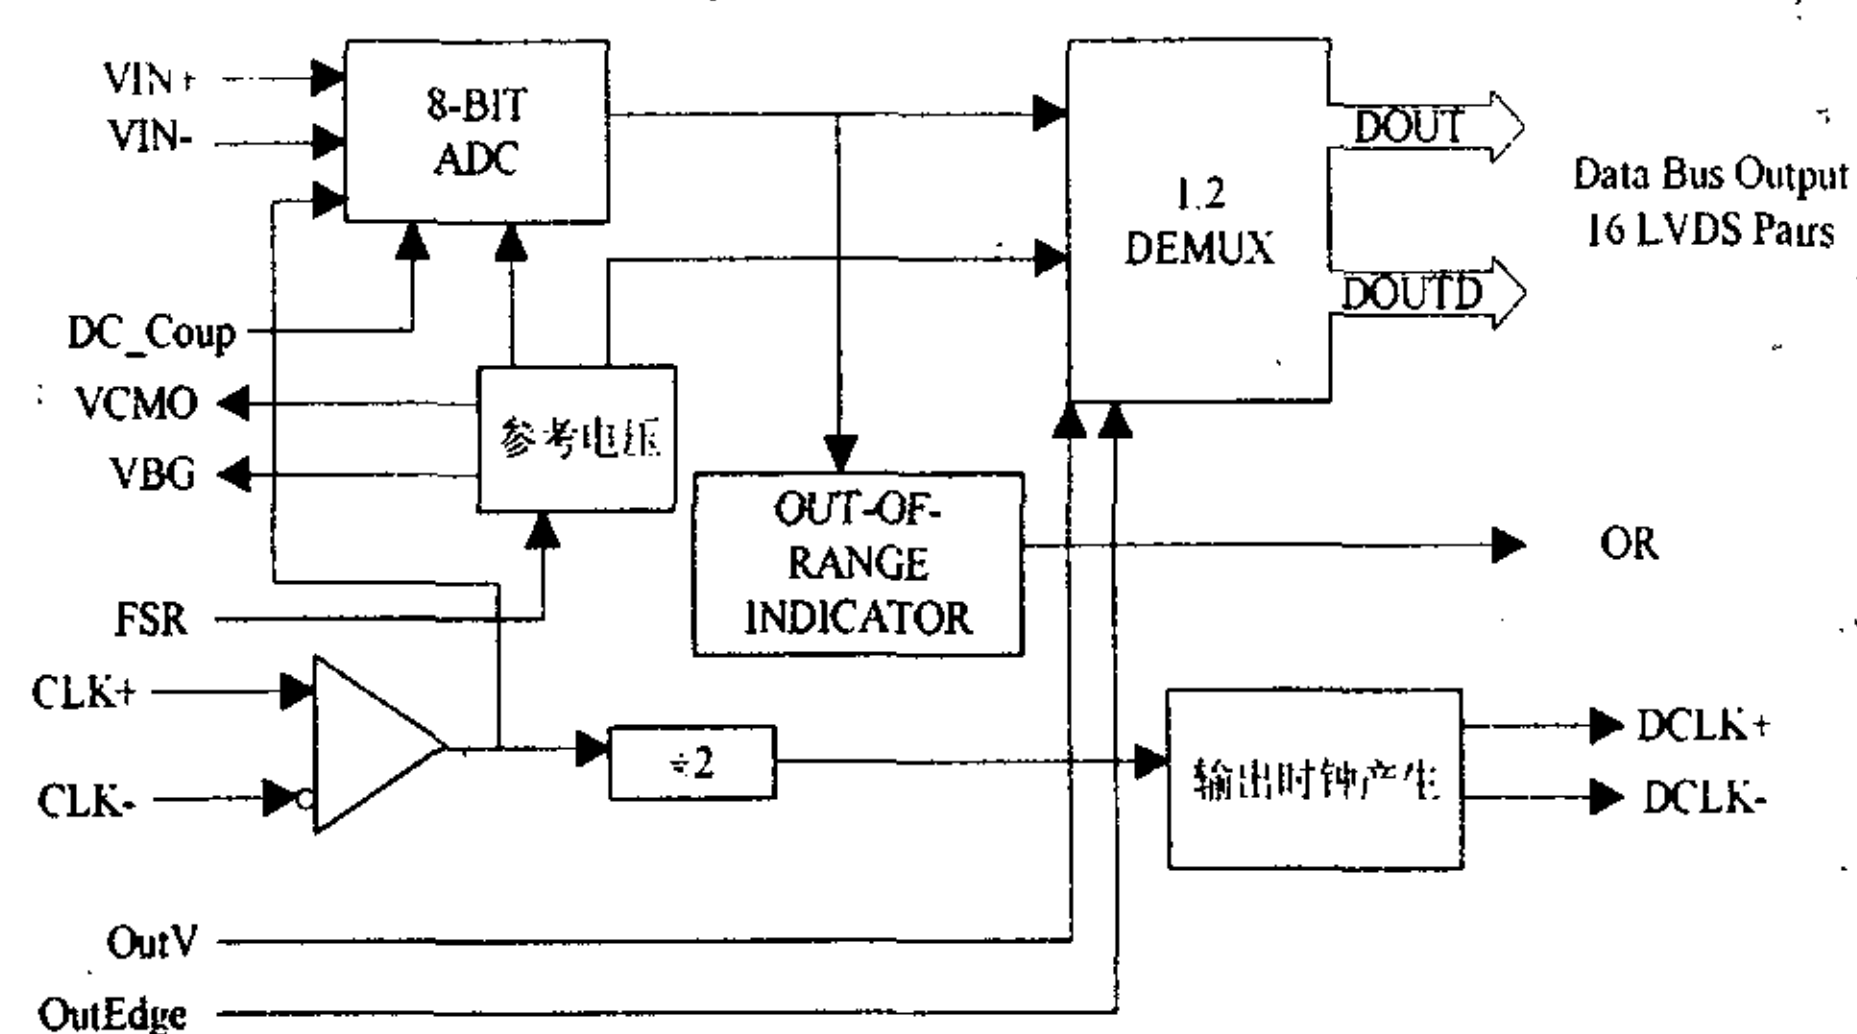 VIN+
VIN-
8-BIT
ADC
1:2
DEMUX
DOUT
DOUTD
Data Bus Output
16 LVDS Pairs
DC_Coup
VCMO
VBG
参考电压
FSR
OUT-OF-
RANGE
INDICATOR
OR
CLK+
CLK-
÷2
输出时钟产生
DCLK+
DCLK-
OutV
OutEdge